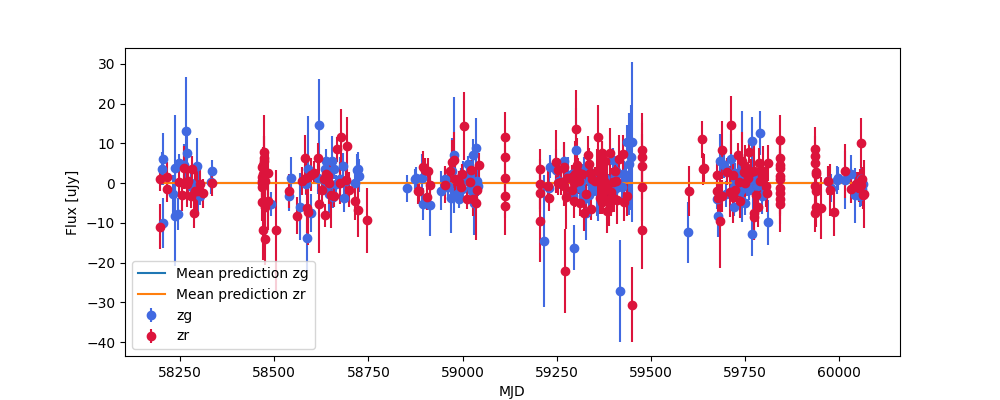 30
20
10
0
−10
−20
−30
−40
Flux [uJy]
Mean prediction zg
Mean prediction zr
zg
zr
58250 58500 58750 59000 59250 59500 59750 60000
MJD